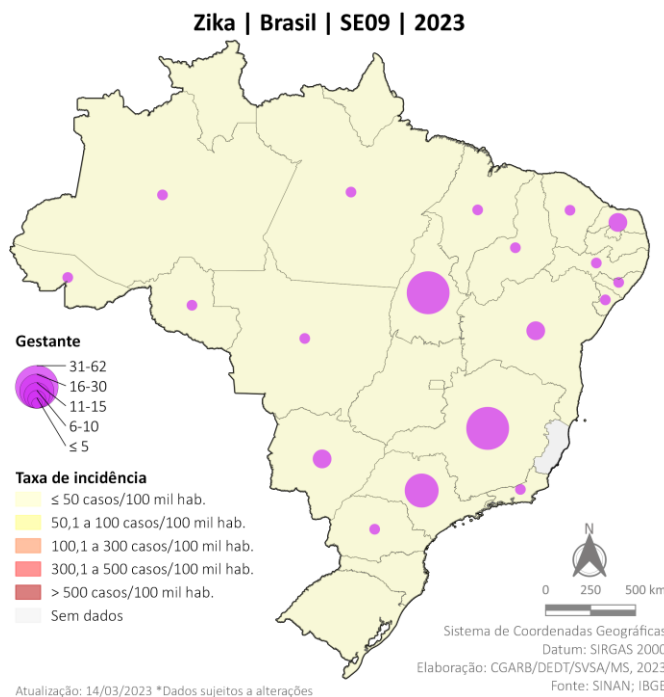 Zika | Brasil | SE09 | 2023
Gestante
31-62
16-30
11-15
6-10
≤ 5
Taxa de incidência
≤ 50 casos/100 mil hab.
50,1 a 100 casos/100 mil hab.
100,1 a 300 casos/100 mil hab.
300,1 a 500 casos/100 mil hab.
> 500 casos/100 mil hab.
Sem dados
N
0 250 500 km
Sistema de Coordenadas Geográficas
Datum: SIRGAS 2000
Elaboração: CGARB/DEDT/SVSA/MS, 2023
Fonte: SINAN; IBGE
Atualização: 14/03/2023 *Dados sujeitos a alterações